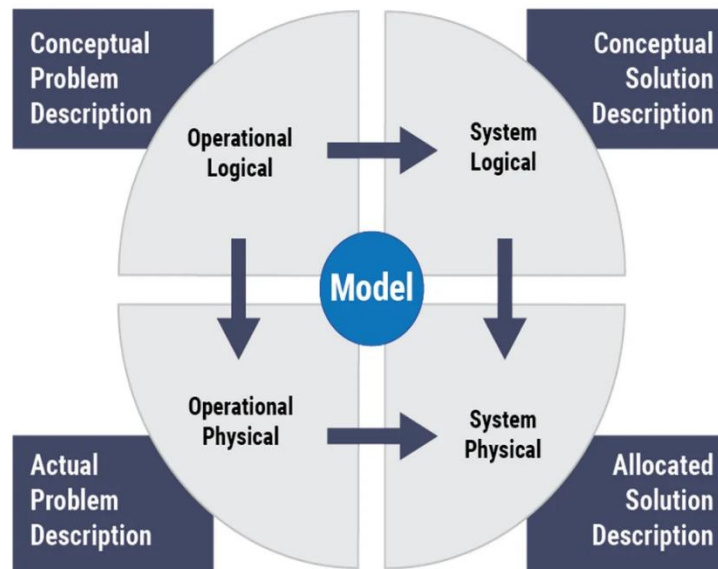 Conceptual
Problem
Description
Conceptual
Solution
Description
Operational
Logical
System
Logical
Model
Operational
Physical
System
Physical
Actual
Problem
Description
Allocated
Solution
Description